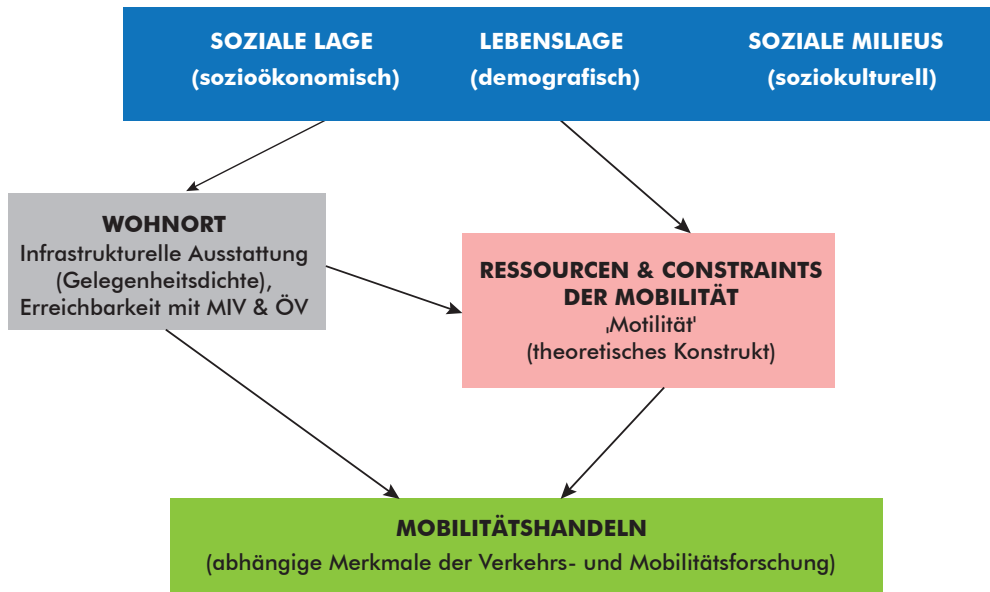 SOZIALE LAGE
(sozioökonomisch)
LEBENSLAGE
(demografisch)
SOZIALE MILIEUS
(soziokulturell)
WOHNORT
Infrastrukturelle Ausstattung
(Gelegenheitsdichte),
Erreichbarkeit mit MIV & ÖV
RESSOURCEN & CONSTRAINTS
DER MOBILITÄT
‚Motilität'
(theoretisches Konstrukt)
MOBILITÄTSHANDELN
(abhängige Merkmale der Verkehrs- und Mobilitätsforschung)